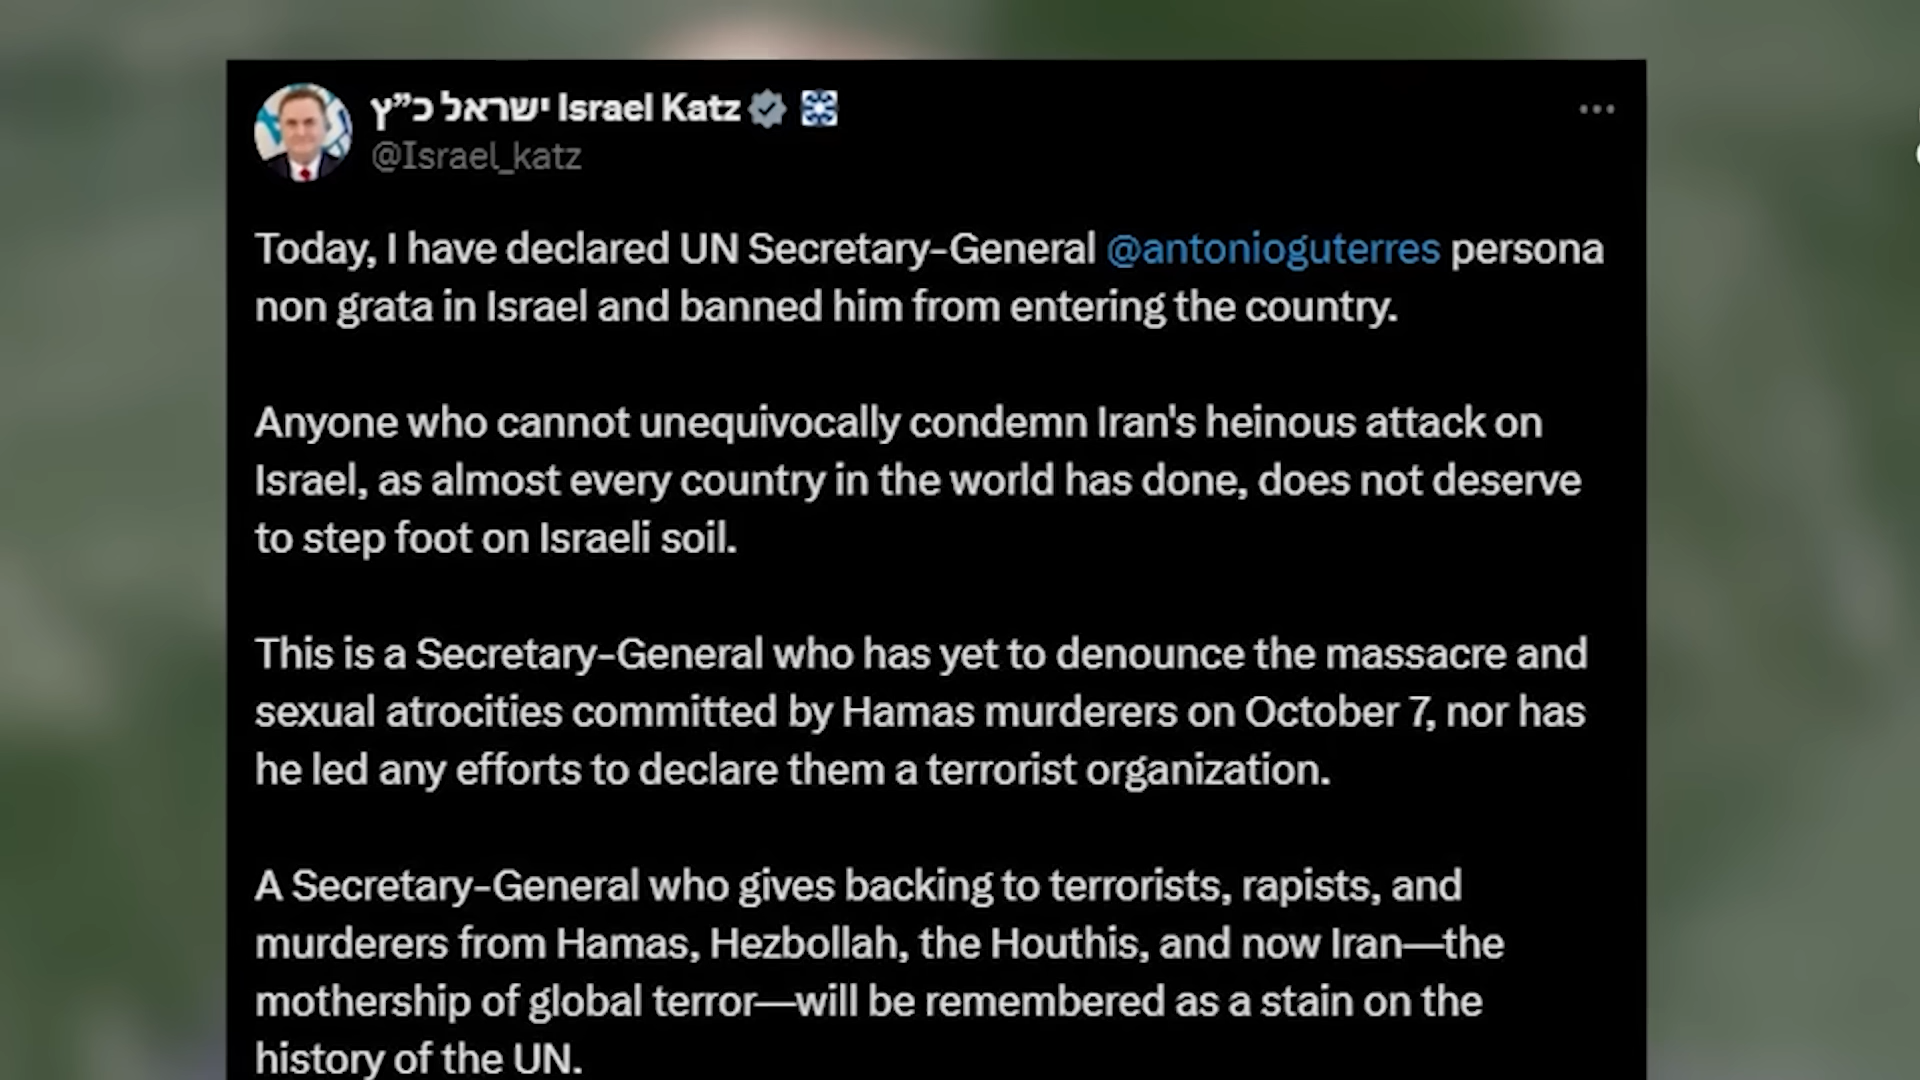 ישראל כ”ץ Israel Katz
@Israel_katz
Today, I have declared UN Secretary-General @antonioguterres persona
non grata in Israel and banned him from entering the country.
Anyone who cannot unequivocally condemn Iran's heinous attack on
Israel, as almost every country in the world has done, does not deserve
to step foot on Israeli soil.
This is a Secretary-General who has yet to denounce the massacre and
sexual atrocities committed by Hamas murderers on October 7, nor has
he led any efforts to declare them a terrorist organization.
A Secretary-General who gives backing to terrorists, rapists, and
murderers from Hamas, Hezbollah, the Houthis, and now Iran—the
mothership of global terror—will be remembered as a stain on the
history of the UN.